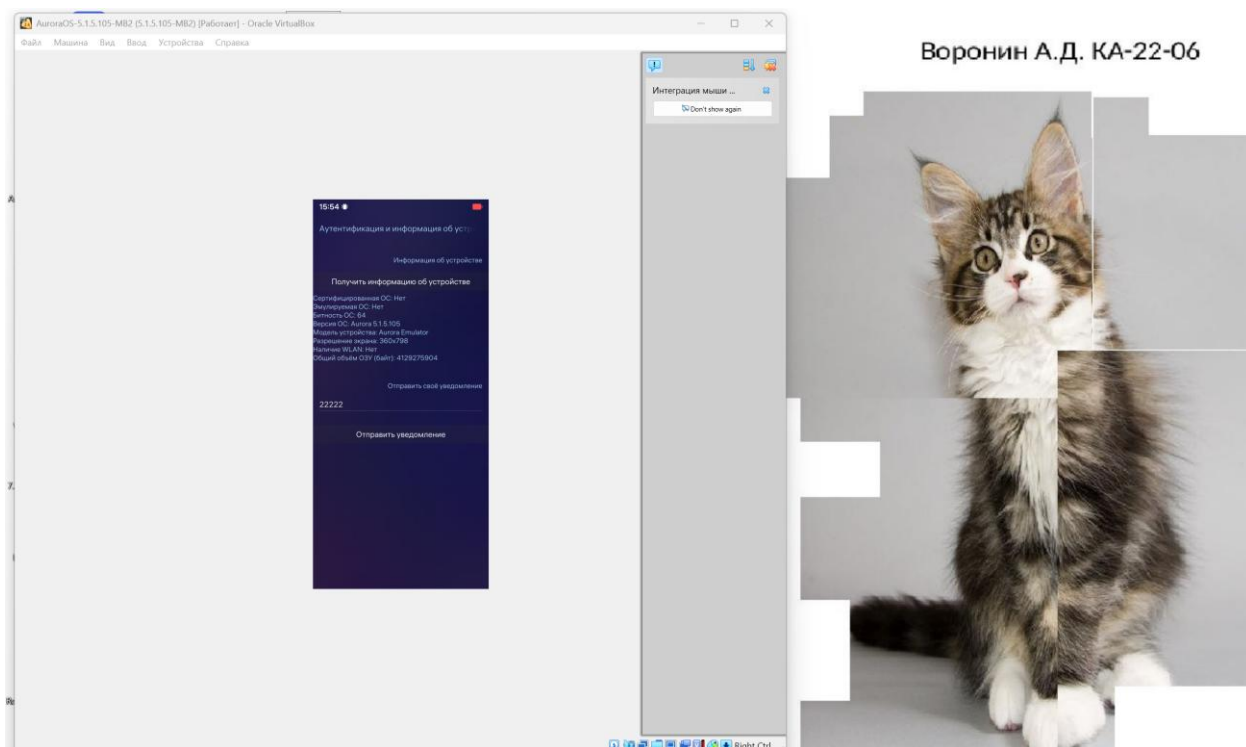 AuroraOS-5.1.5.105-MB2 (5.1.5.105-MB2) [Работает] - Oracle VirtualBox
Файл Машина Вид Ввод Устройства Справка
Интеграция мыши ...
Don't show again
15:54
Аутентификация и информация об устр
Информация об устройстве
Получить информацию об устройстве
Сертифицированная ОС: Нет
Эмулируемая ОС: Нет
Битность ОС: 64
Версия ОС: Aurora 5.1.5.105
Модель устройства: Aurora Emulator
Разрешение экрана: 360x798
Наличие WLAN: Нет
Общий объём ОЗУ (байт): 4129275904
Отправить своё уведомление
22222
Отправить уведомление
Right Ctrl
Воронин А.Д. КА-22-06